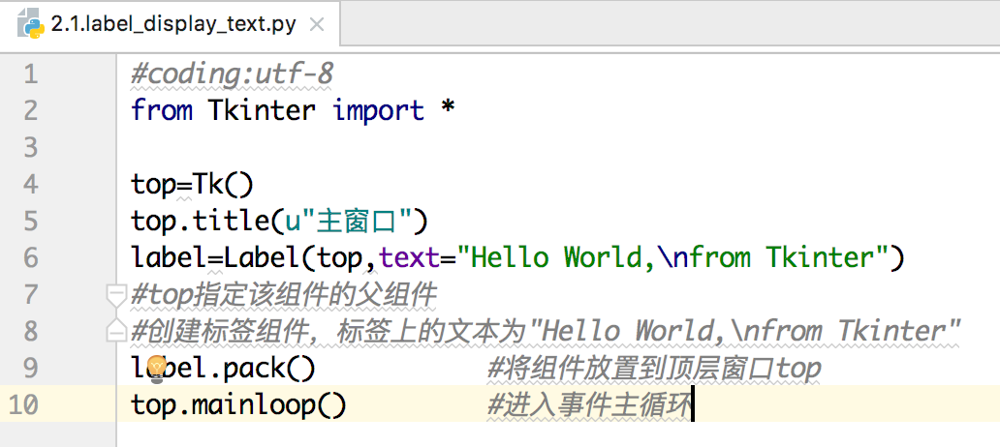 2.1.label_display_text.py
1 #coding:utf-8
2 from Tkinter import *
3
4 top=Tk()
5 top.title(u"主窗口")
6 label=Label(top,text="Hello World,\nfrom Tkinter")
7 #top指定该组件的父组件
8 #创建标签组件，标签上的文本为"Hello World,\nfrom Tkinter"
9 label.pack() #将组件放置到顶层窗口top
10 top.mainloop() #进入事件主循环